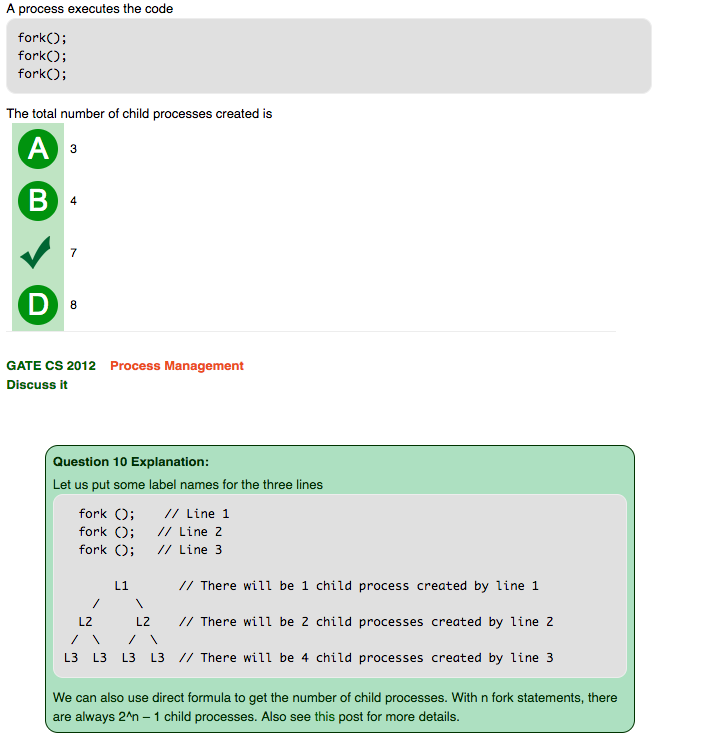 A process executes the code
fork();
fork();
fork();
The total number of child processes created is
A 3
B 4
7
D 8
GATE CS 2012 Process Management
Discuss it
Question 10 Explanation:
Let us put some label names for the three lines
fork (); // Line 1
fork (); // Line 2
fork (); // Line 3
L1 // There will be 1 child process created by line 1
/ \
L2 L2 // There will be 2 child processes created by line 2
/ \ / \
L3 L3 L3 L3 // There will be 4 child processes created by line 3
We can also use direct formula to get the number of child processes. With n fork statements, there
are always 2^n – 1 child processes. Also see this post for more details.